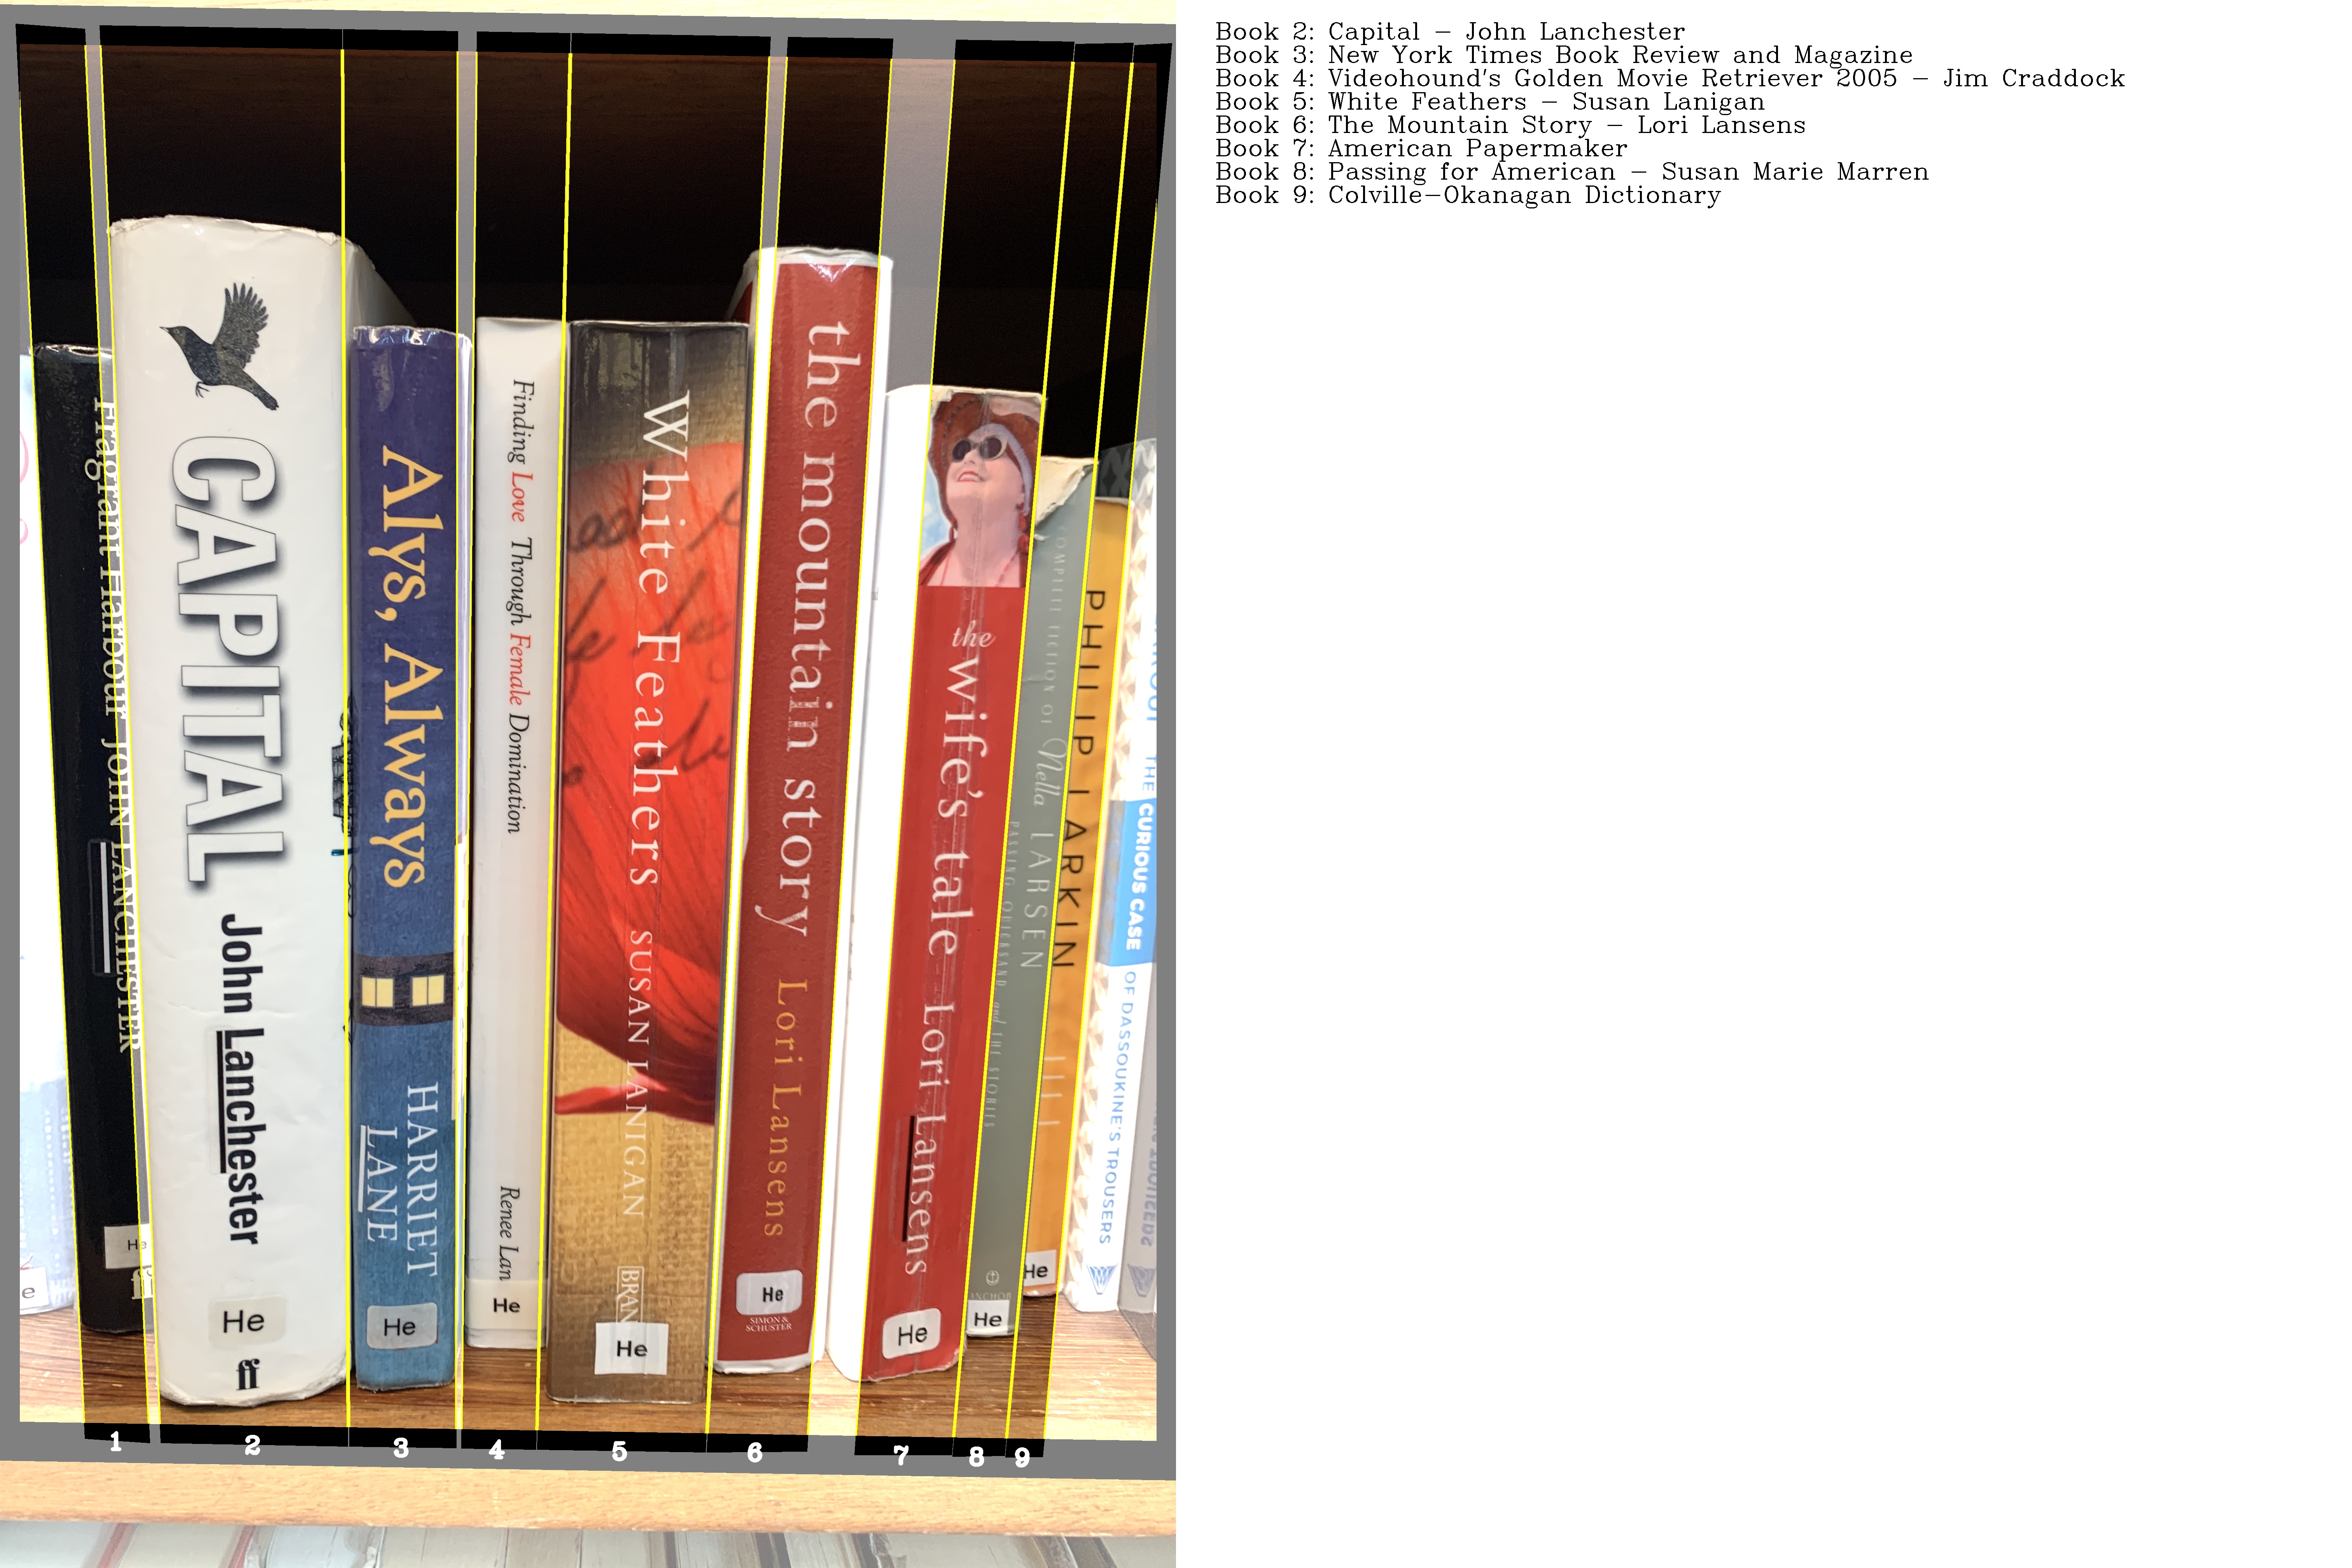 Fragrant Harbour JOHN LANCHESTER
He
ff
CAPITAL John Lanchester
He
ff
Alys, Always
HARRIET
LANE
He
Finding Love Through Female Domination
Renee Lan
He
White Feathers SUSAN LANIGAN
BRAN
He
the mountain story Lori Lansens
He
SIMON &
SCHUSTER
the
wife's tale Lori Lansens
He
COMPLETE FICTION OF Nella LARSEN
PASSING, QUICKSAND, and THE STORIES
ANCHOR
He
PHILIP LARKIN
JILL
He
THE CURIOUS CASE OF DASSOUKINE'S TROUSERS
e
1
2
3
4
5
6
7
8
9
Book 2: Capital - John Lanchester
Book 3: New York Times Book Review and Magazine
Book 4: Videohound's Golden Movie Retriever 2005 - Jim Craddock
Book 5: White Feathers - Susan Lanigan
Book 6: The Mountain Story - Lori Lansens
Book 7: American Papermaker
Book 8: Passing for American - Susan Marie Marren
Book 9: Colville-Okanagan Dictionary